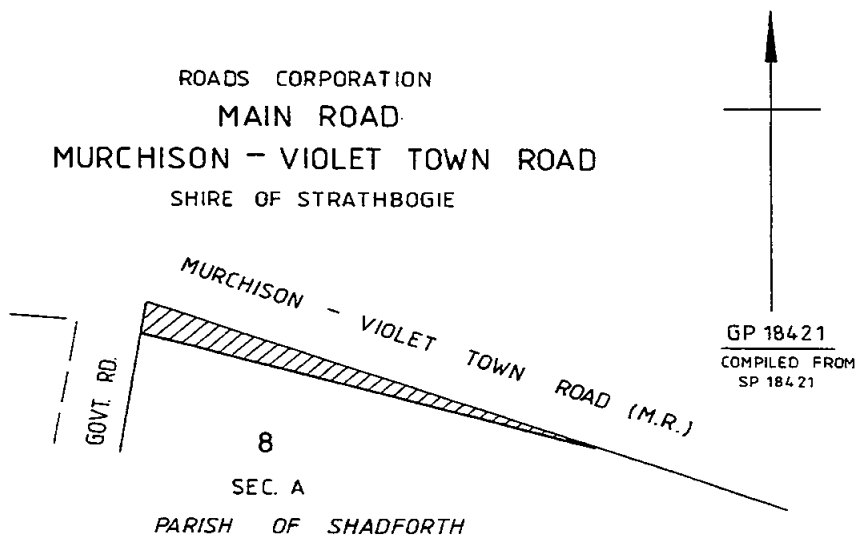 ROADS CORPORATION
MAIN ROAD
MURCHISON – VIOLET TOWN ROAD
SHIRE OF STRATHBOGIE
MURCHISON – VIOLET TOWN ROAD (M.R.)
GP 18421
COMPILED FROM
SP 18421
GOVT. RD.
8
SEC. A
PARISH OF SHADFORTH